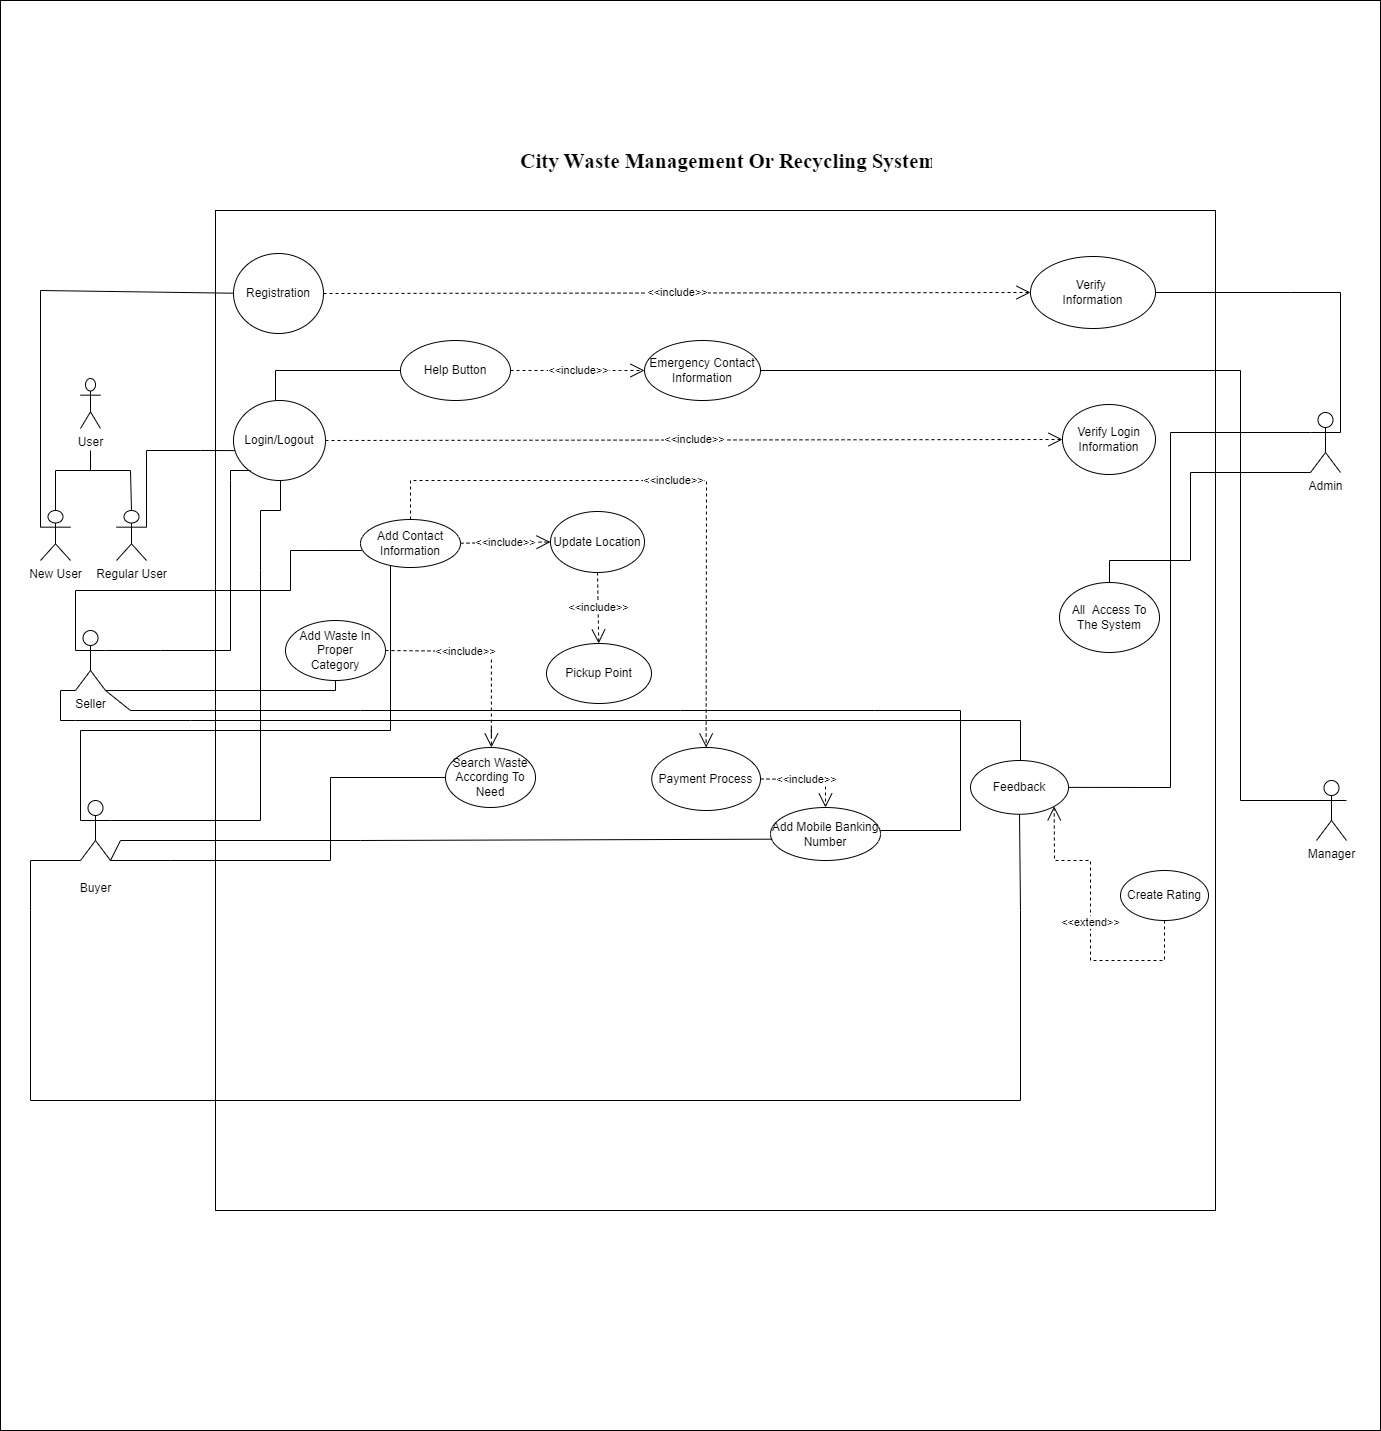 City Waste Management Or Recycling System
Registration
<<include>>
Verify
Information
Help Button
<<include>>
Emergency Contact
Information
User
Login/Logout
<<include>>
Verify Login
Information
Admin
<<include>>
Add Contact
Information
<<include>>
Update Location
New User
Regular User
<<include>>
All  Access To
The System
Add Waste In
Proper
Category
<<include>>
Pickup Point
Seller
Search Waste
According To
Need
Payment Process
<<include>>
Feedback
Add Mobile Banking
Number
Manager
Buyer
Create Rating
<<extend>>